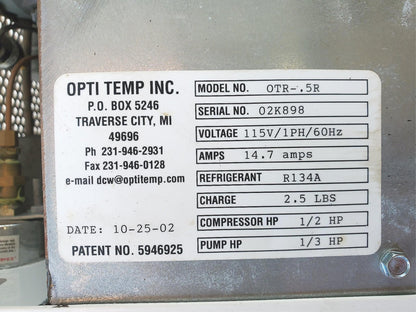 OPTI TEMP INC.
P.O. BOX 5246
TRAVERSE CITY, MI
49696
Ph 231-946-2931
Fax 231-946-0128
e-mail dcw@optitemp.com
DATE: 10-25-02
PATENT NO. 5946925
MODEL NO. OTR-.5R
SERIAL NO. 02K898
VOLTAGE 115V/1PH/60Hz
AMPS 14.7 amps
REFRIGERANT R134A
CHARGE 2.5 LBS
COMPRESSOR HP 1/2 HP
PUMP HP 1/3 HP